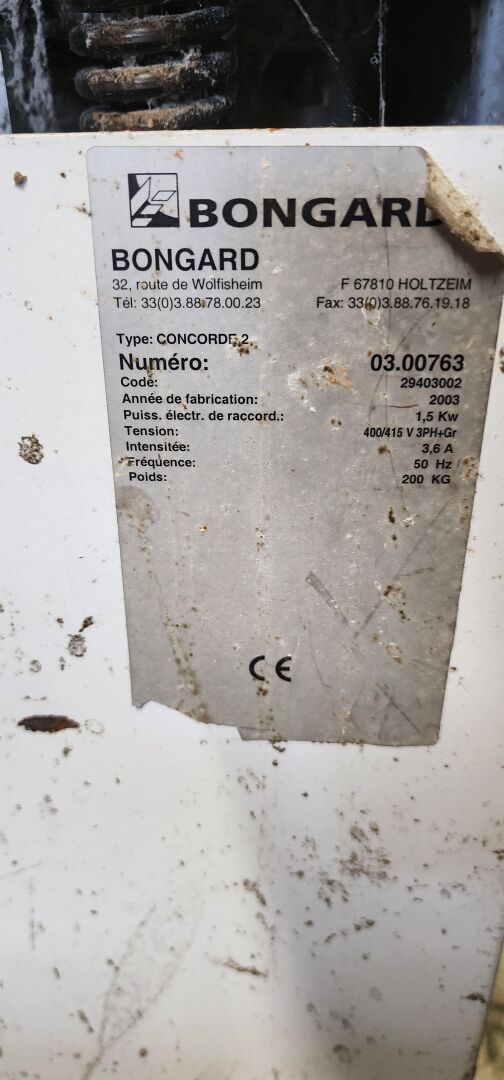 BONGARD
BONGARD
32, route de Wolfisheim F 67810 HOLTZEIM
Tél: 33(0)3.88.78.00.23 Fax: 33(0)3.88.76.19.18
Type: CONCORDE 2
Numéro: 03.00763
Code: 29403002
Année de fabrication: 2003
Puiss. électr. de raccord.: 1,5 Kw
Tension: 400/415 V 3PH+Gr
Intensitée: 3,6 A
Fréquence: 50 Hz
Poids: 200 KG
CE